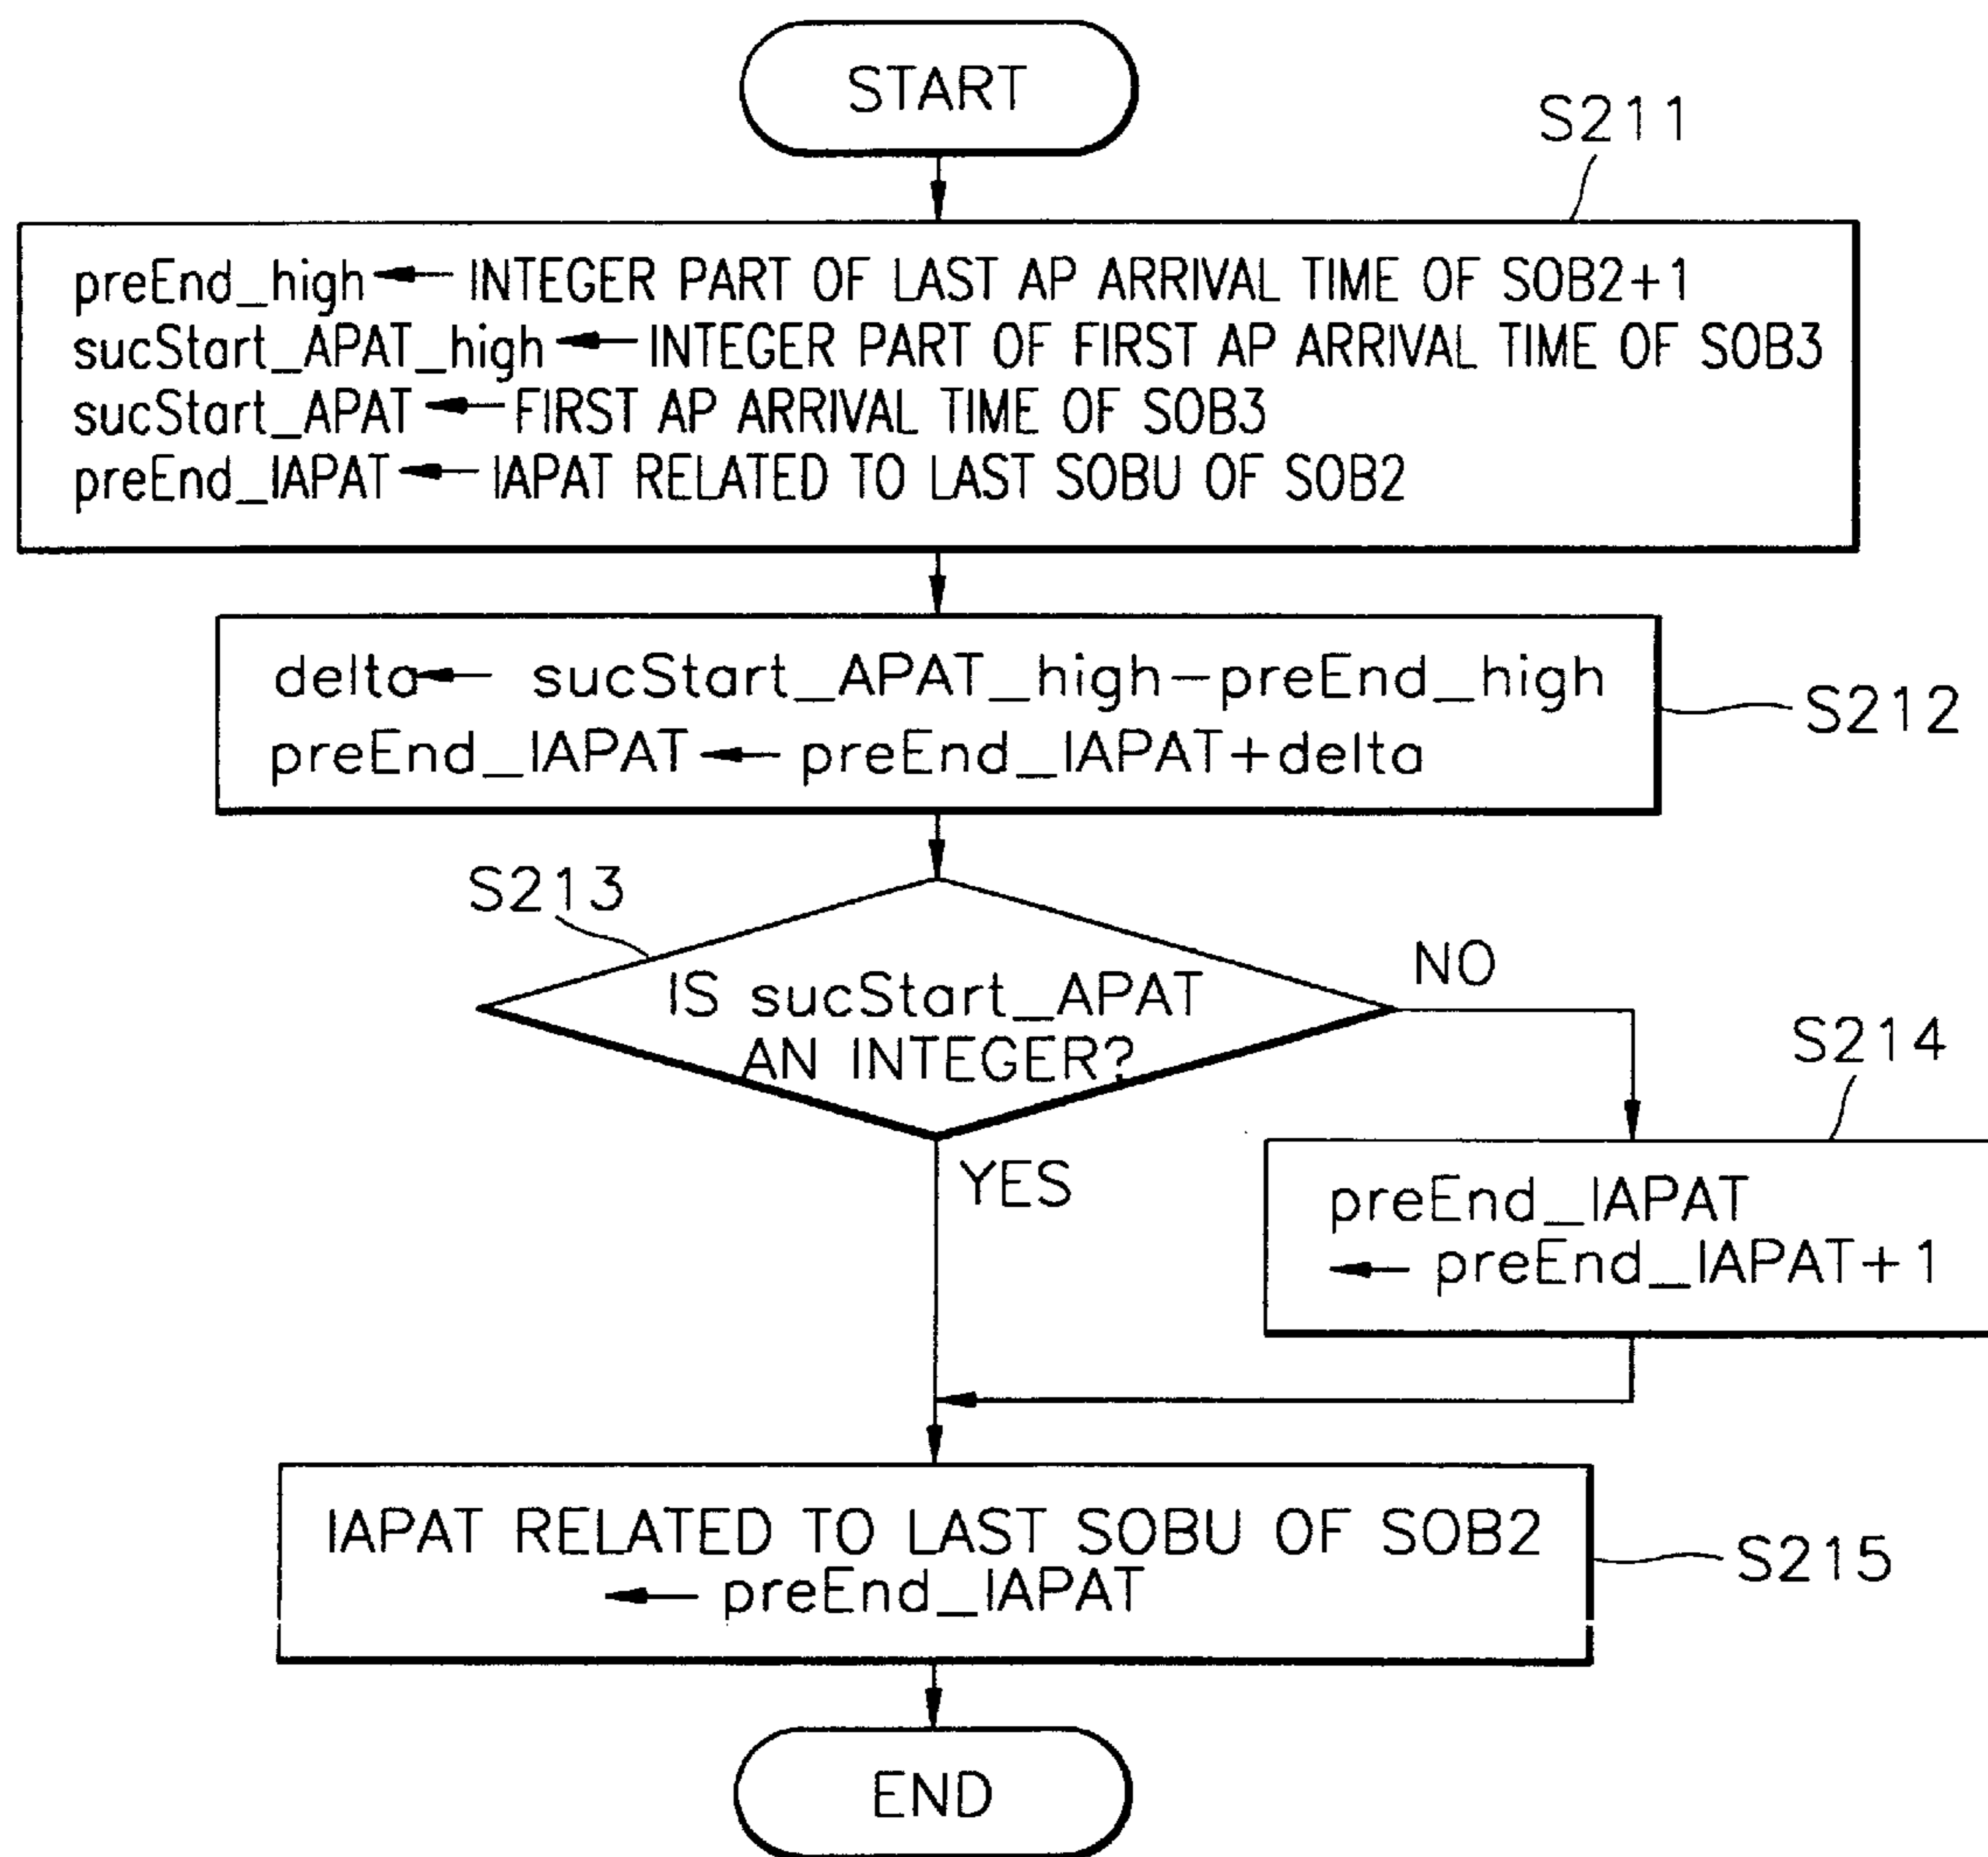 START
S211
preEnd_high ← INTEGER PART OF LAST AP ARRIVAL TIME OF SOB2+1
sucStart_APAT_high ← INTEGER PART OF FIRST AP ARRIVAL TIME OF SOB3
sucStart_APAT ← FIRST AP ARRIVAL TIME OF SOB3
preEnd_IAPAT ← IAPAT RELATED TO LAST SOBU OF SOB2
delta ← sucStart_APAT_high-preEnd_high
preEnd_IAPAT ← preEnd_IAPAT+delta
S212
S213
IS sucStart_APAT
AN INTEGER?
NO
YES
S214
preEnd_IAPAT
← preEnd_IAPAT+1
IAPAT RELATED TO LAST SOBU OF SOB2
← preEnd_IAPAT
S215
END